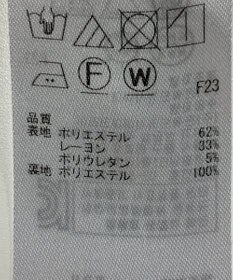 F W F23
品質
表地 ポリエステル 62%
レーヨン 33%
ポリウレタン 5%
裏地 ポリエステル 100%